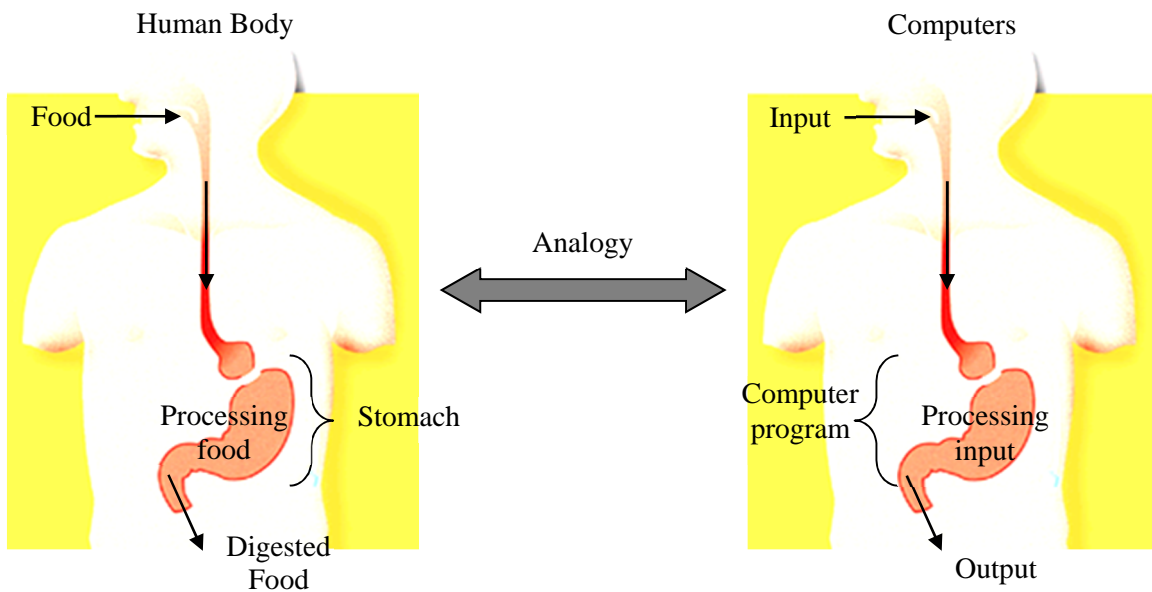 Human Body
Food
Processing
food
Stomach
Digested
Food
Analogy
Computers
Input
Computer
program
Processing
input
Output